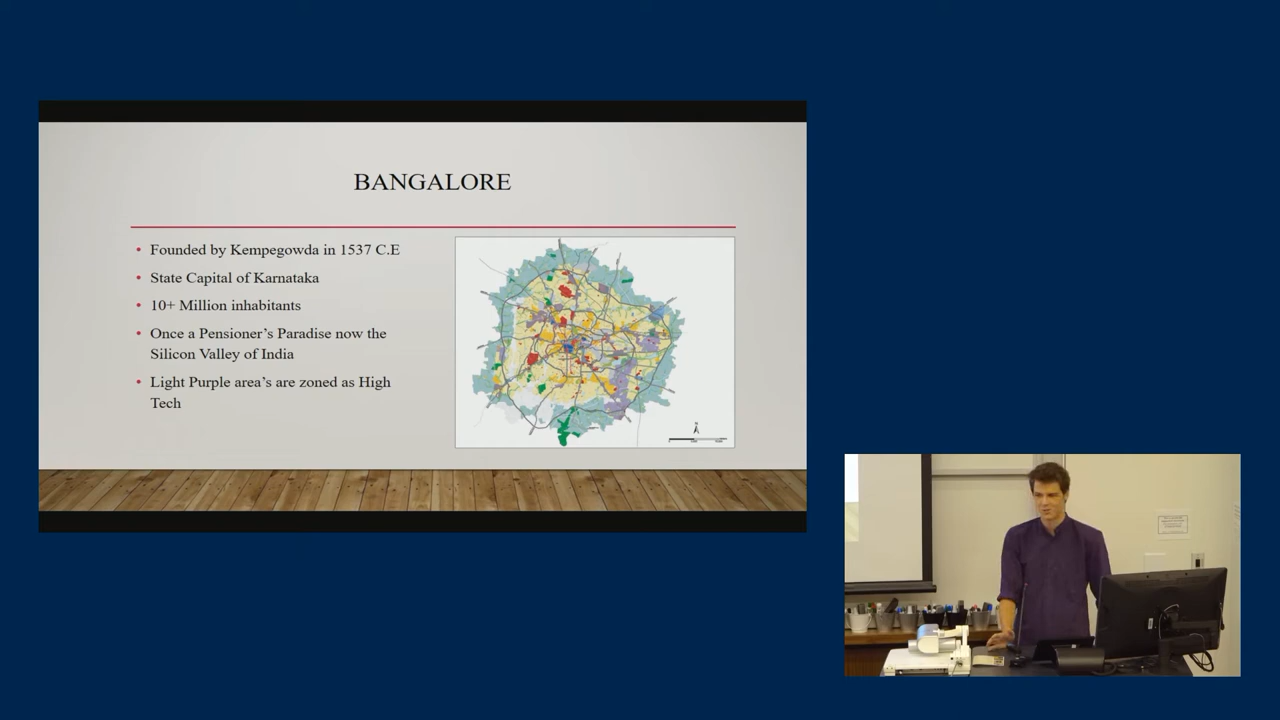 BANGALORE
• Founded by Kempegowda in 1537 C.E
• State Capital of Karnataka
• 10+ Million inhabitants
• Once a Pensioner's Paradise now the
Silicon Valley of India
• Light Purple area's are zoned as High
Tech